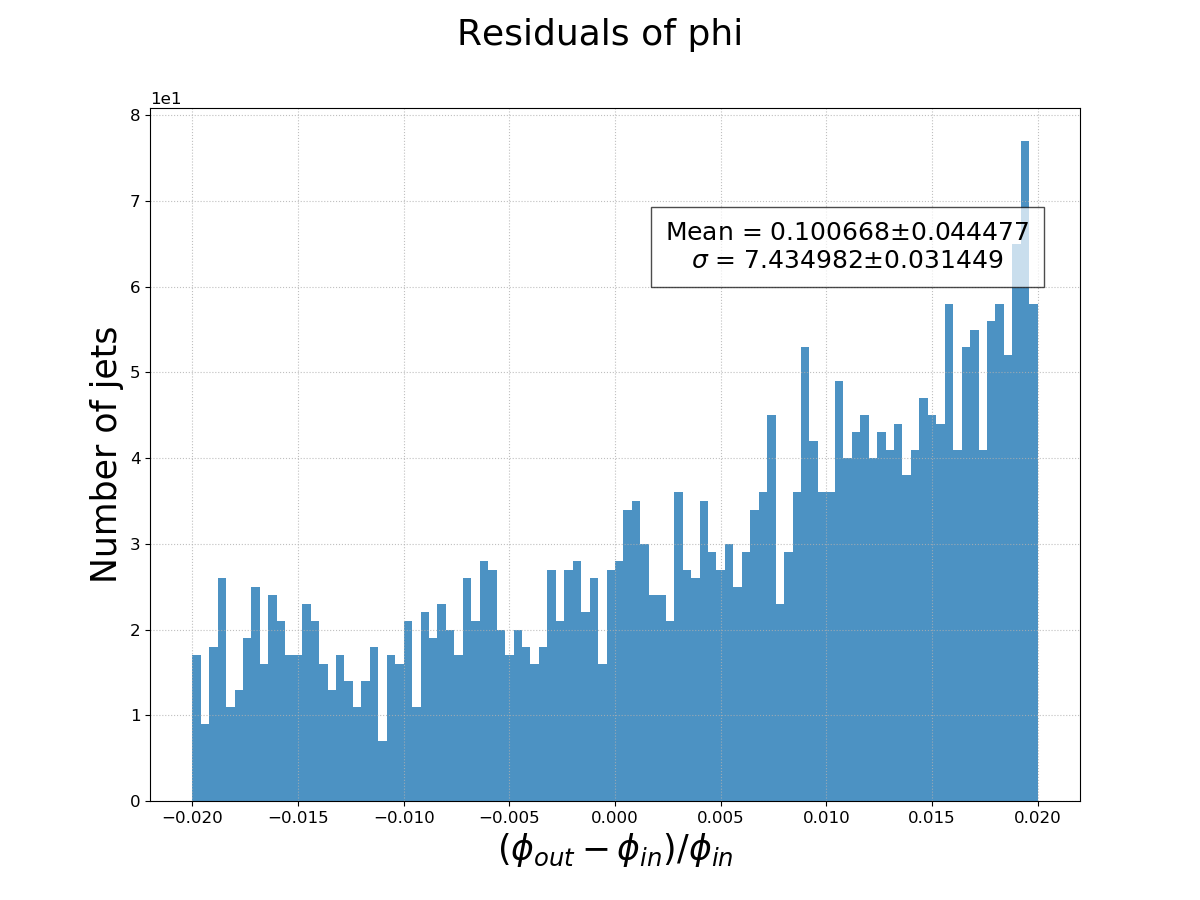 Residuals of phi
1e1
8
7
6
5
4
3
2
1
0
Number of jets
Mean = 0.100668±0.044477
σ = 7.434982±0.031449
−0.020 −0.015 −0.010 −0.005 0.000 0.005 0.010 0.015 0.020
(ϕout − ϕin)/ϕin